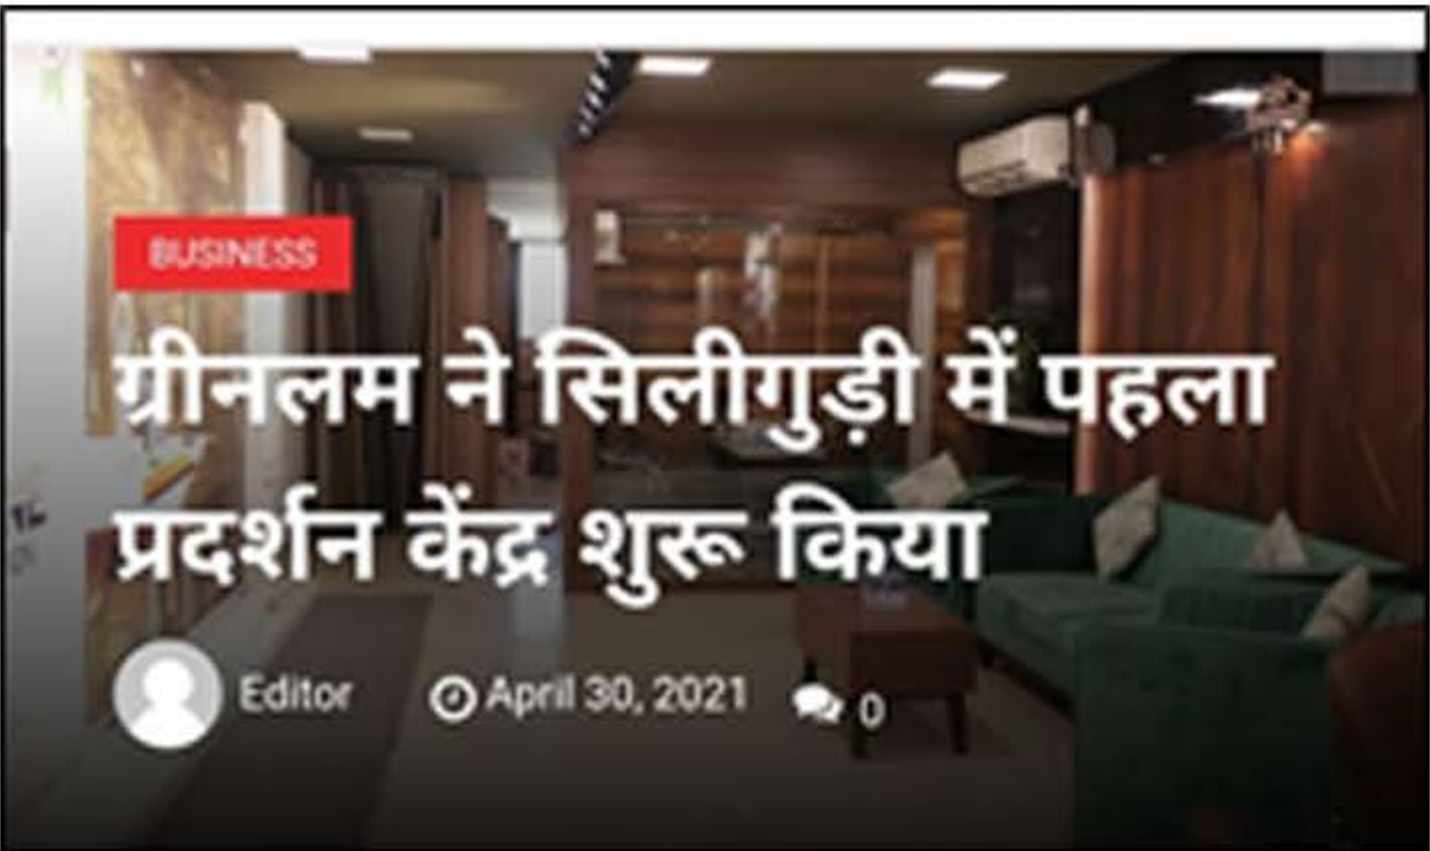 BUSINESS
ग्रीनलम ने सिलीगुड़ी में पहला
प्रदर्शन केंद्र शुरू किया
Editor April 30, 2021 0